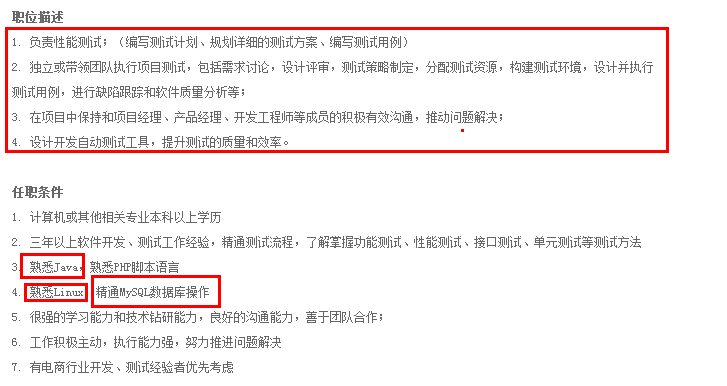 职位描述
1. 负责性能测试；（编写测试计划、规划详细的测试方案、编写测试用例）
2. 独立或带领团队执行项目测试，包括需求讨论，设计评审，测试策略制定，分配测试资源，构建测试环境，设计并执行
测试用例，进行缺陷跟踪和软件质量分析等；
3. 在项目中保持和项目经理、产品经理、开发工程师等成员的积极有效沟通，推动问题解决；
4. 设计开发自动测试工具，提升测试的质量和效率。
任职条件
1. 计算机或其他相关专业本科以上学历
2. 三年以上软件开发、测试工作经验，精通测试流程，了解掌握功能测试、性能测试、接口测试、单元测试等测试方法
3. 熟悉Java，熟悉PHP脚本语言
4. 熟悉Linux 精通MySQL数据库操作
5. 很强的学习能力和技术钻研能力，良好的沟通能力，善于团队合作；
6. 工作积极主动，执行能力强，努力推进问题解决
7. 有电商行业开发、测试经验者优先考虑